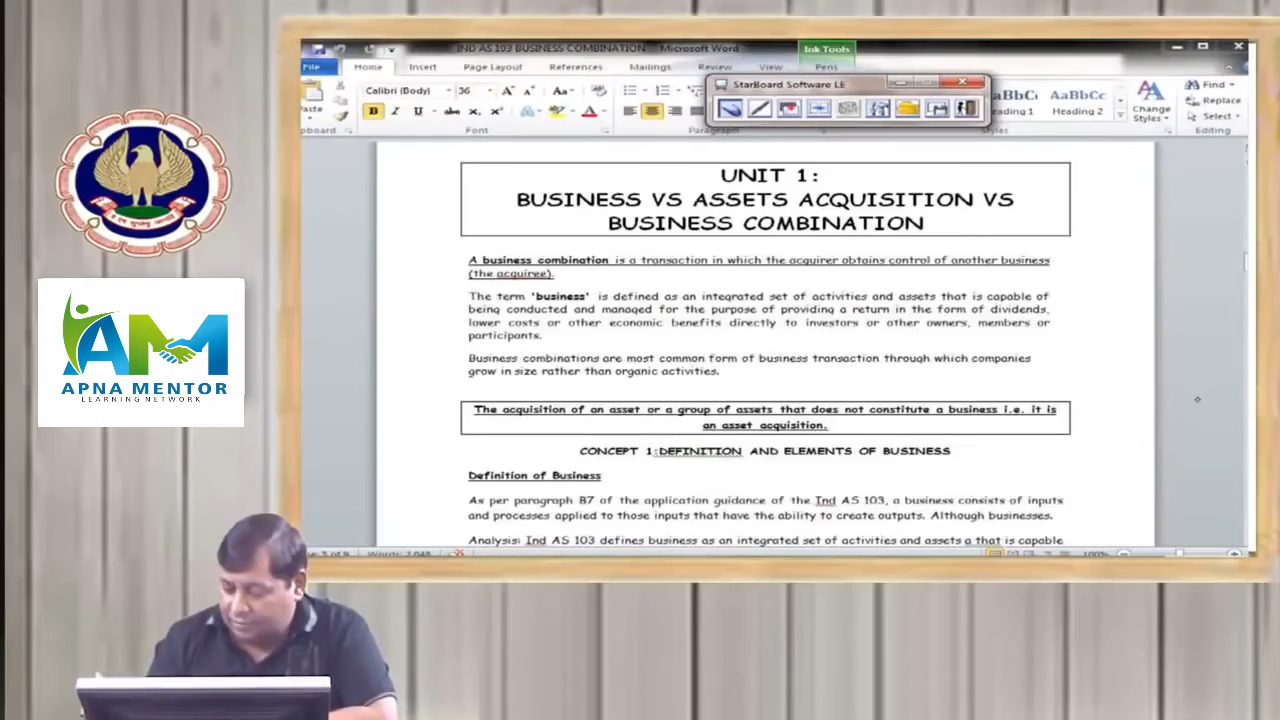 IND AS 103 BUSINESS COMBINATION Microsoft Word
Ink Tools
File Home Insert Page Layout References Mailings Review View Pens
StarBoard Software LE
Calibri (Body) 36
Find
Replace
Select
Change Styles
Heading 2
Font
Paragraph
Styles
Editing
UNIT 1:
BUSINESS VS ASSETS ACQUISITION VS
BUSINESS COMBINATION
A business combination is a transaction in which the acquirer obtains control of another business
(the acquiree).
The term 'business' is defined as an integrated set of activities and assets that is capable of
being conducted and managed for the purpose of providing a return in the form of dividends,
lower costs or other economic benefits directly to investors or other owners, members or
participants.
Business combinations are most common form of business transaction through which companies
grow in size rather than organic activities.
The acquisition of an asset or a group of assets that does not constitute a business i.e. it is
an asset acquisition.
CONCEPT 1:DEFINITION AND ELEMENTS OF BUSINESS
Definition of Business
As per paragraph B7 of the application guidance of the Ind AS 103, a business consists of inputs
and processes applied to those inputs that have the ability to create outputs. Although businesses.
Analysis: Ind AS 103 defines business as an integrated set of activities and assets a that is capable
100%
AM
APNA MENTOR
LEARNING NETWORK